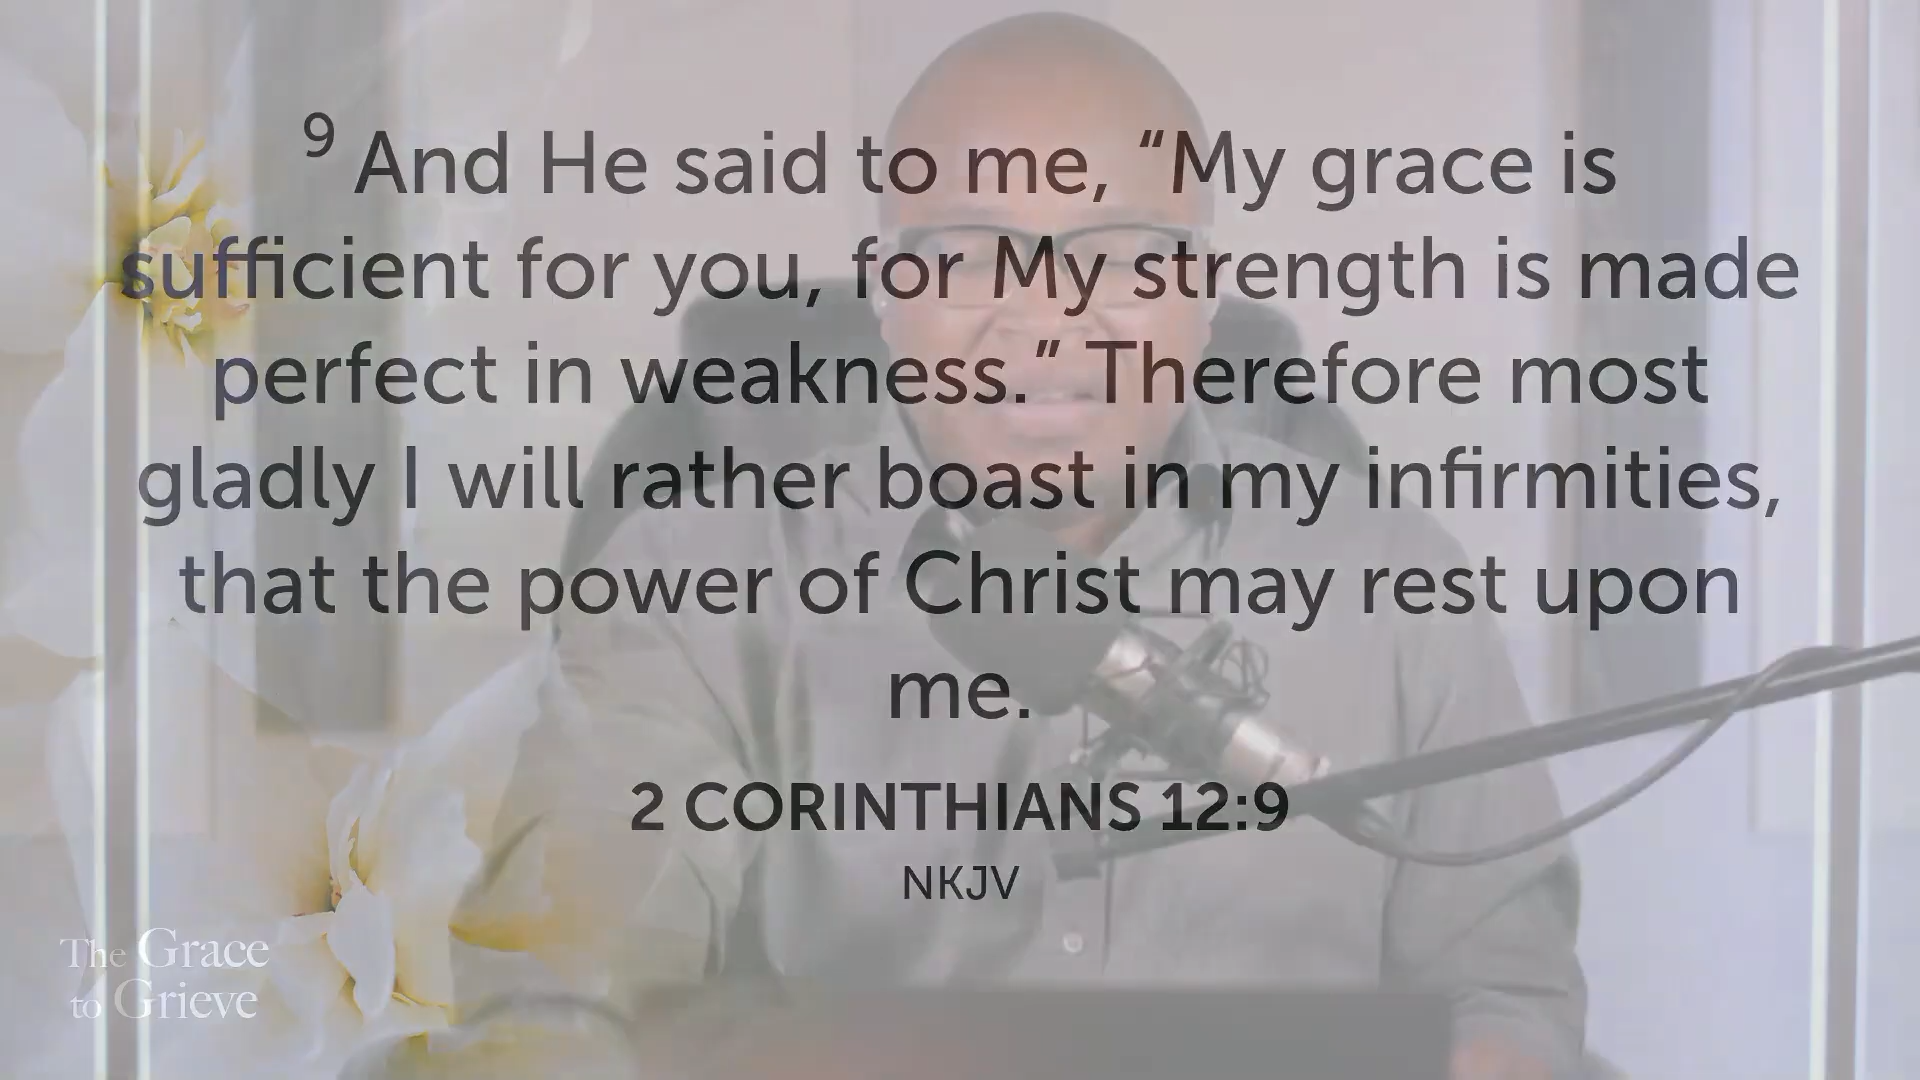 9 And He said to me, “My grace is
sufficient for you, for My strength is made
perfect in weakness.” Therefore most
gladly I will rather boast in my infirmities,
that the power of Christ may rest upon
me.
2 CORINTHIANS 12:9
NKJV
The Grace
to Grieve